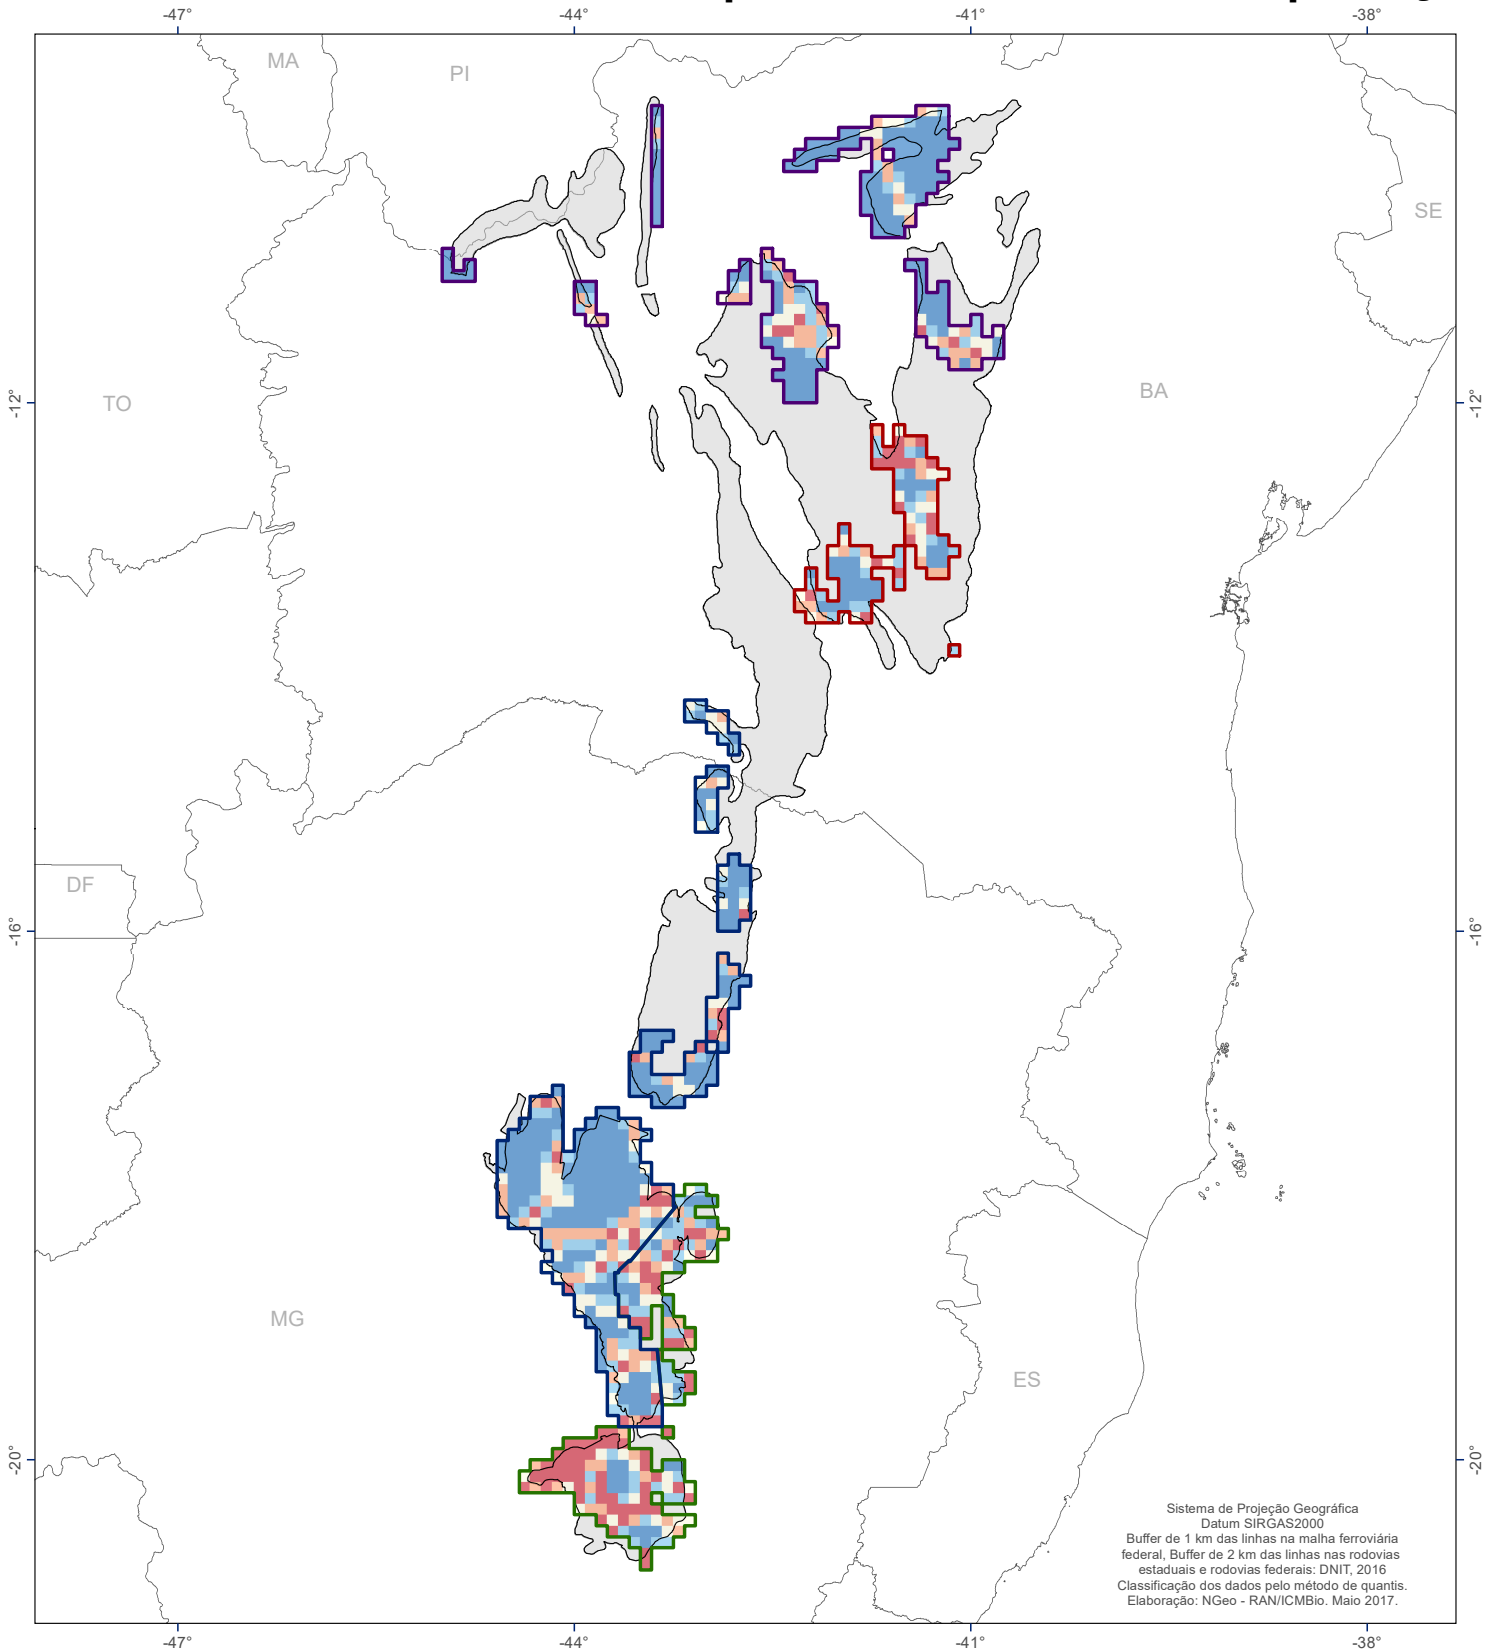 -47°
-44°
-41°
-38°
MA
PI
SE
-12°
-12°
TO
BA
-16°
-16°
DF
MG
ES
-20°
-20°
Sistema de Projeção Geográfica
Datum SIRGAS2000
Buffer de 1 km das linhas na malha ferroviária
federal, Buffer de 2 km das linhas nas rodovias
estaduais e rodovias federais: DNIT, 2016
Classificação dos dados pelo método de quantis.
Elaboração: NGeo - RAN/ICMBio. Maio 2017.
-47°
-44°
-41°
-38°